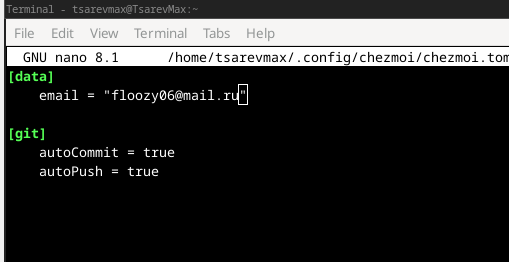 Terminal - tsarevmax@TsarevMax:~
File Edit View Terminal Tabs Help
GNU nano 8.1 /home/tsarevmax/.config/chezmoi/chezmoi.tom
[data]
email = "floozy06@mail.ru"
[git]
autoCommit = true
autoPush = true